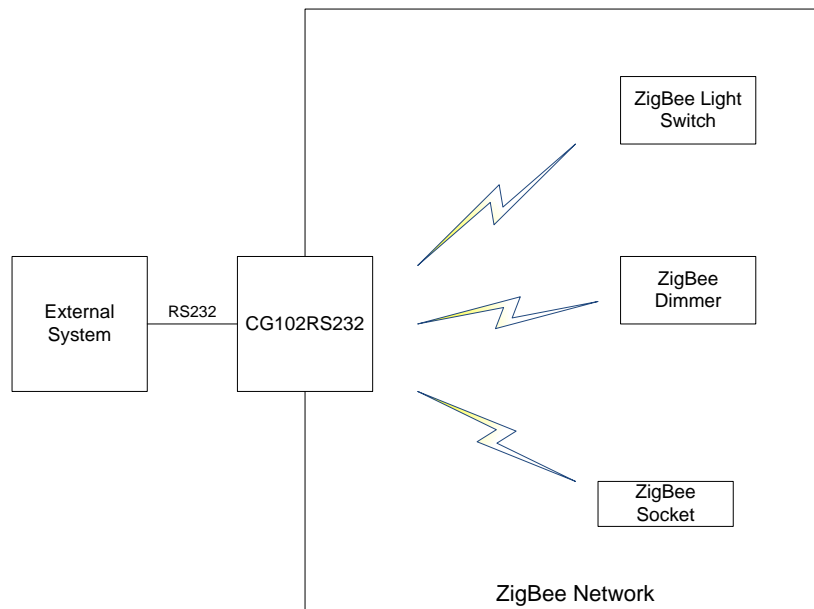 ZigBee Light
Switch
External
System
RS232
CG102RS232
ZigBee
Dimmer
ZigBee
Socket
ZigBee Network